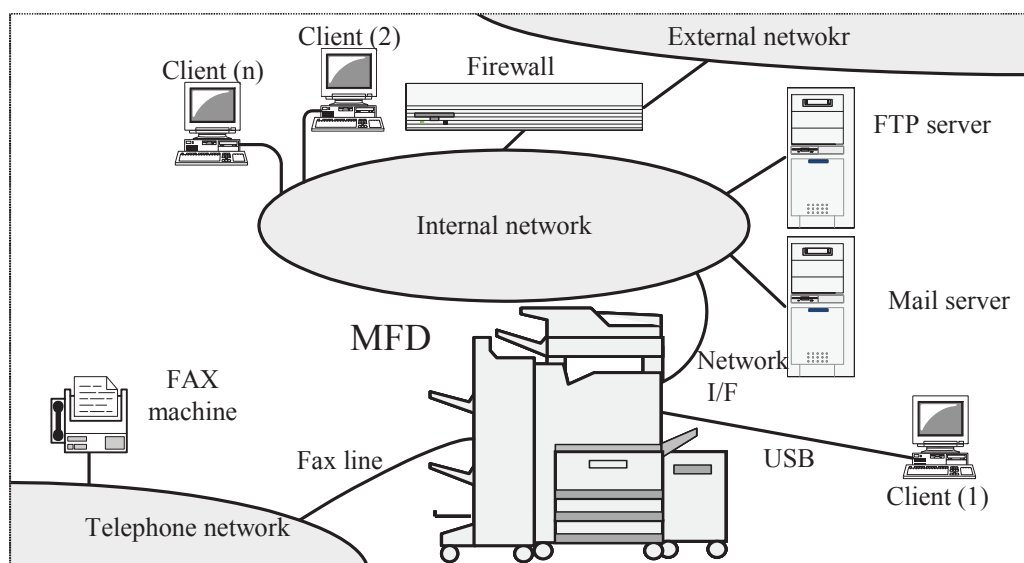 External netwokr
Client (2)
Client (n)
Firewall
FTP server
Internal network
Mail server
MFD
Network
I/F
FAX
machine
Fax line
USB
Client (1)
Telephone network